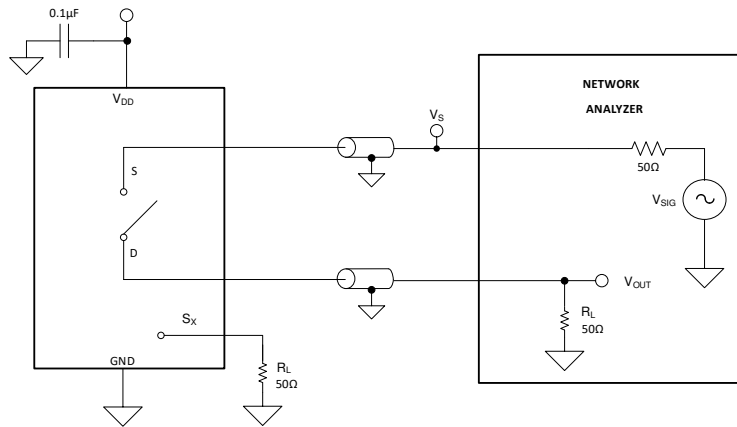 0.1µF
V_DD
NETWORK
ANALYZER
V_S
S
50Ω
V_SIG
D
V_OUT
S_X
R_L
50Ω
GND
R_L
50Ω